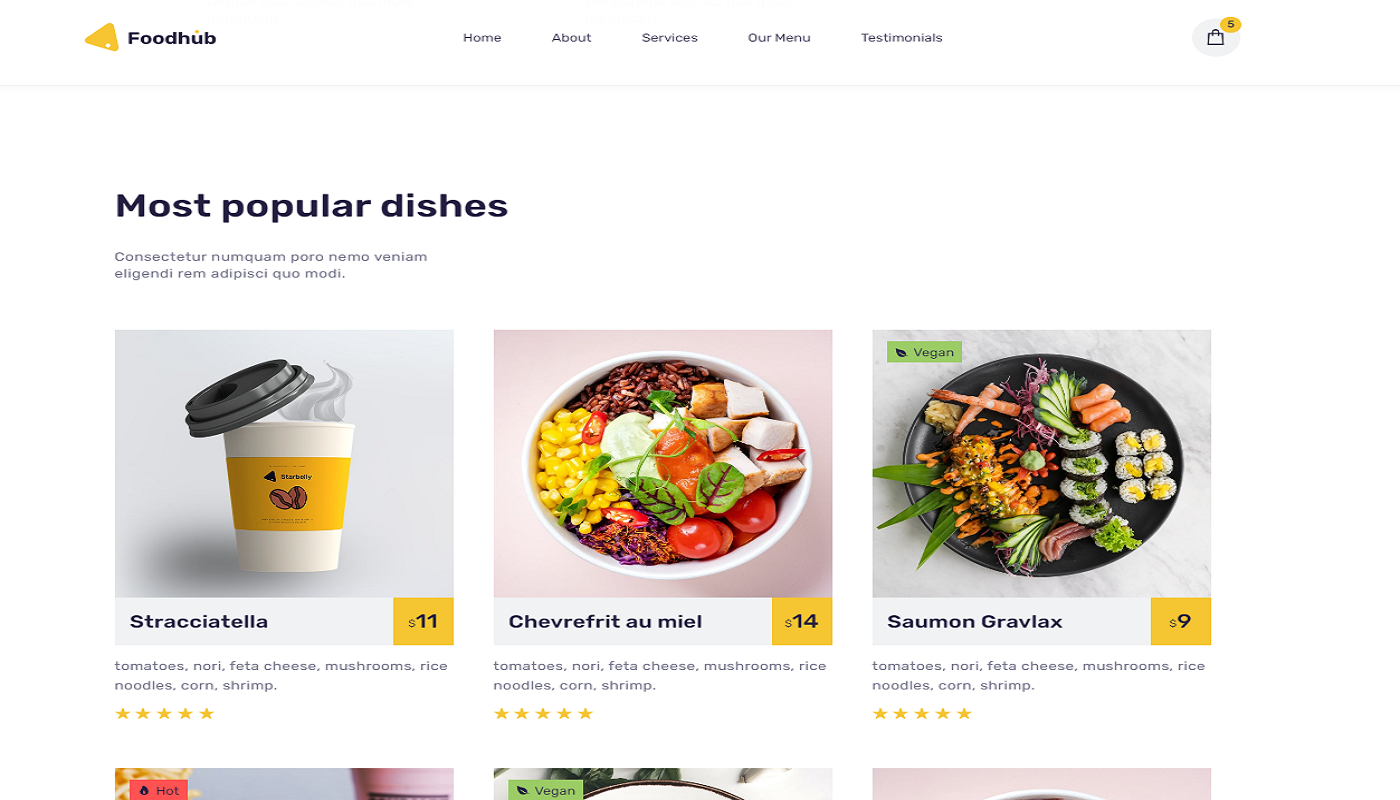 Foodhub
Home
About
Services
Our Menu
Testimonials
5
Most popular dishes
Consectetur numquam poro nemo veniam
eligendi rem adipisci quo modi.
Starbelly
Vegan
Stracciatella
$11
Chevrefrit au miel
$14
Saumon Gravlax
$9
tomatoes, nori, feta cheese, mushrooms, rice
noodles, corn, shrimp.
tomatoes, nori, feta cheese, mushrooms, rice
noodles, corn, shrimp.
tomatoes, nori, feta cheese, mushrooms, rice
noodles, corn, shrimp.
Hot
Vegan